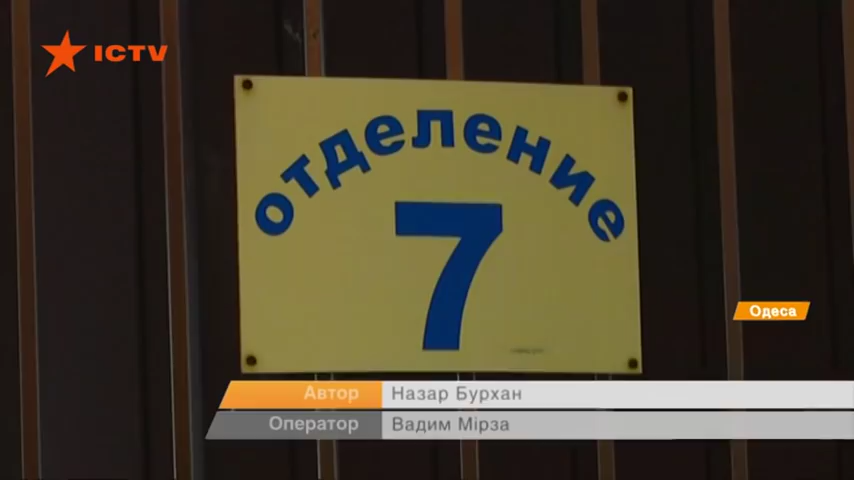 ICTV
отделение
7
Одеса
Автор Назар Бурхан
Оператор Вадим Мірза